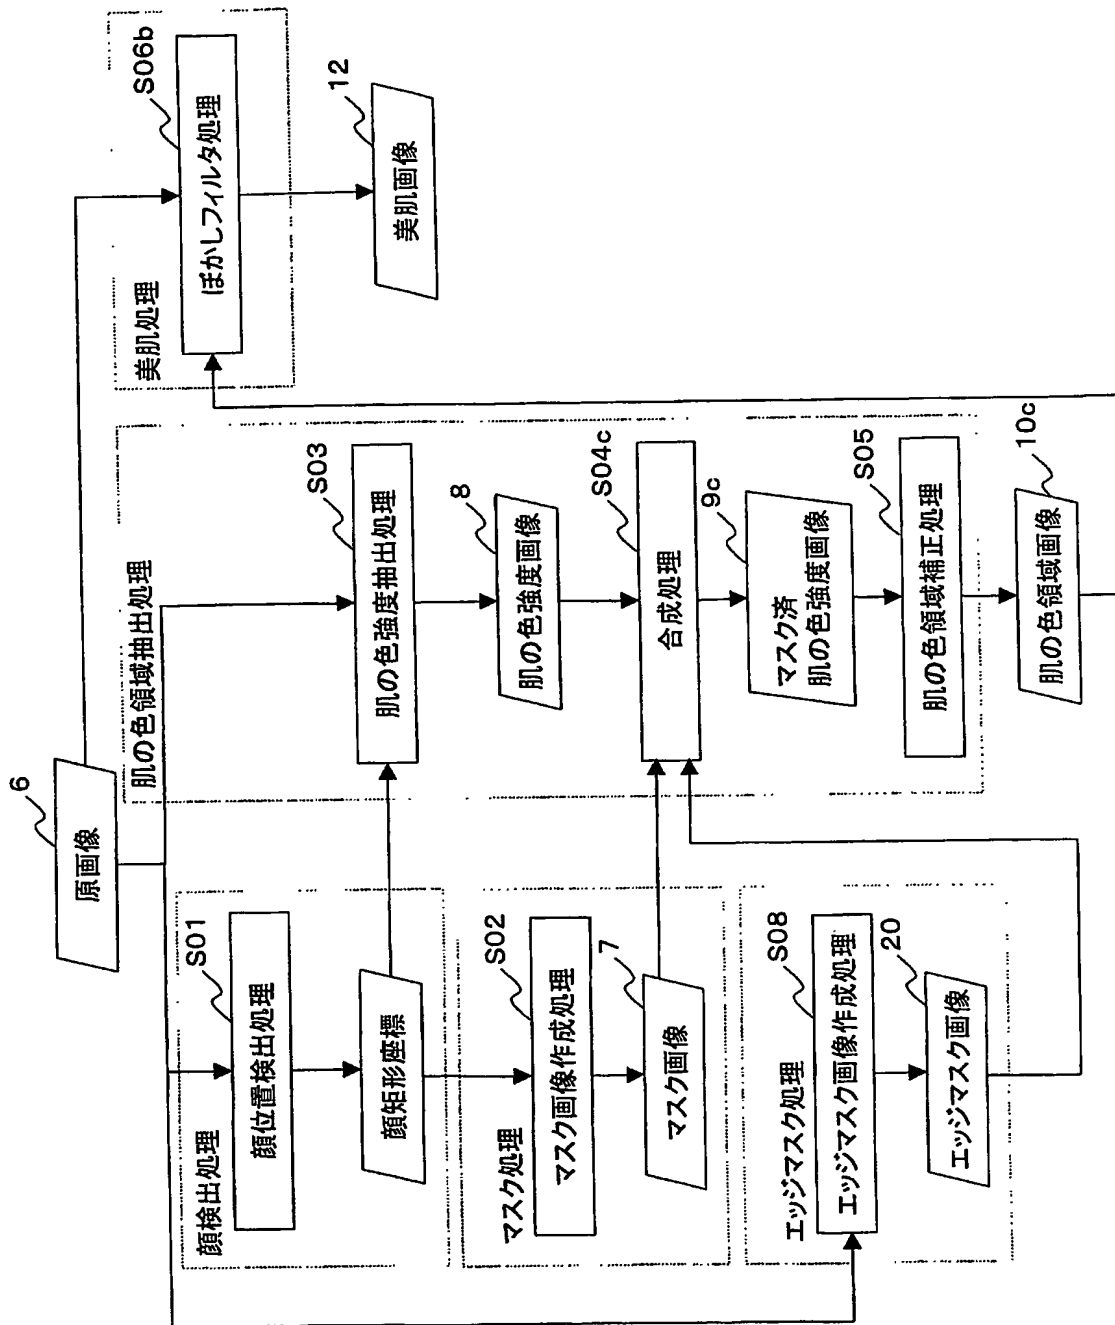 6
原画像
顔検出処理
S01
顔位置検出処理
顔矩形座標
マスク処理
S02
マスク画像作成処理
7
マスク画像
エッジマスク処理
S08
エッジマスク画像作成処理
20
エッジマスク画像
肌の色領域抽出処理
S03
肌の色強度抽出処理
8
肌の色強度画像
S04c
合成処理
9c
マスク済
肌の色強度画像
S05
肌の色領域補正処理
10c
肌の色領域画像
美肌処理
S06b
ぼかしフィルタ処理
12
美肌画像